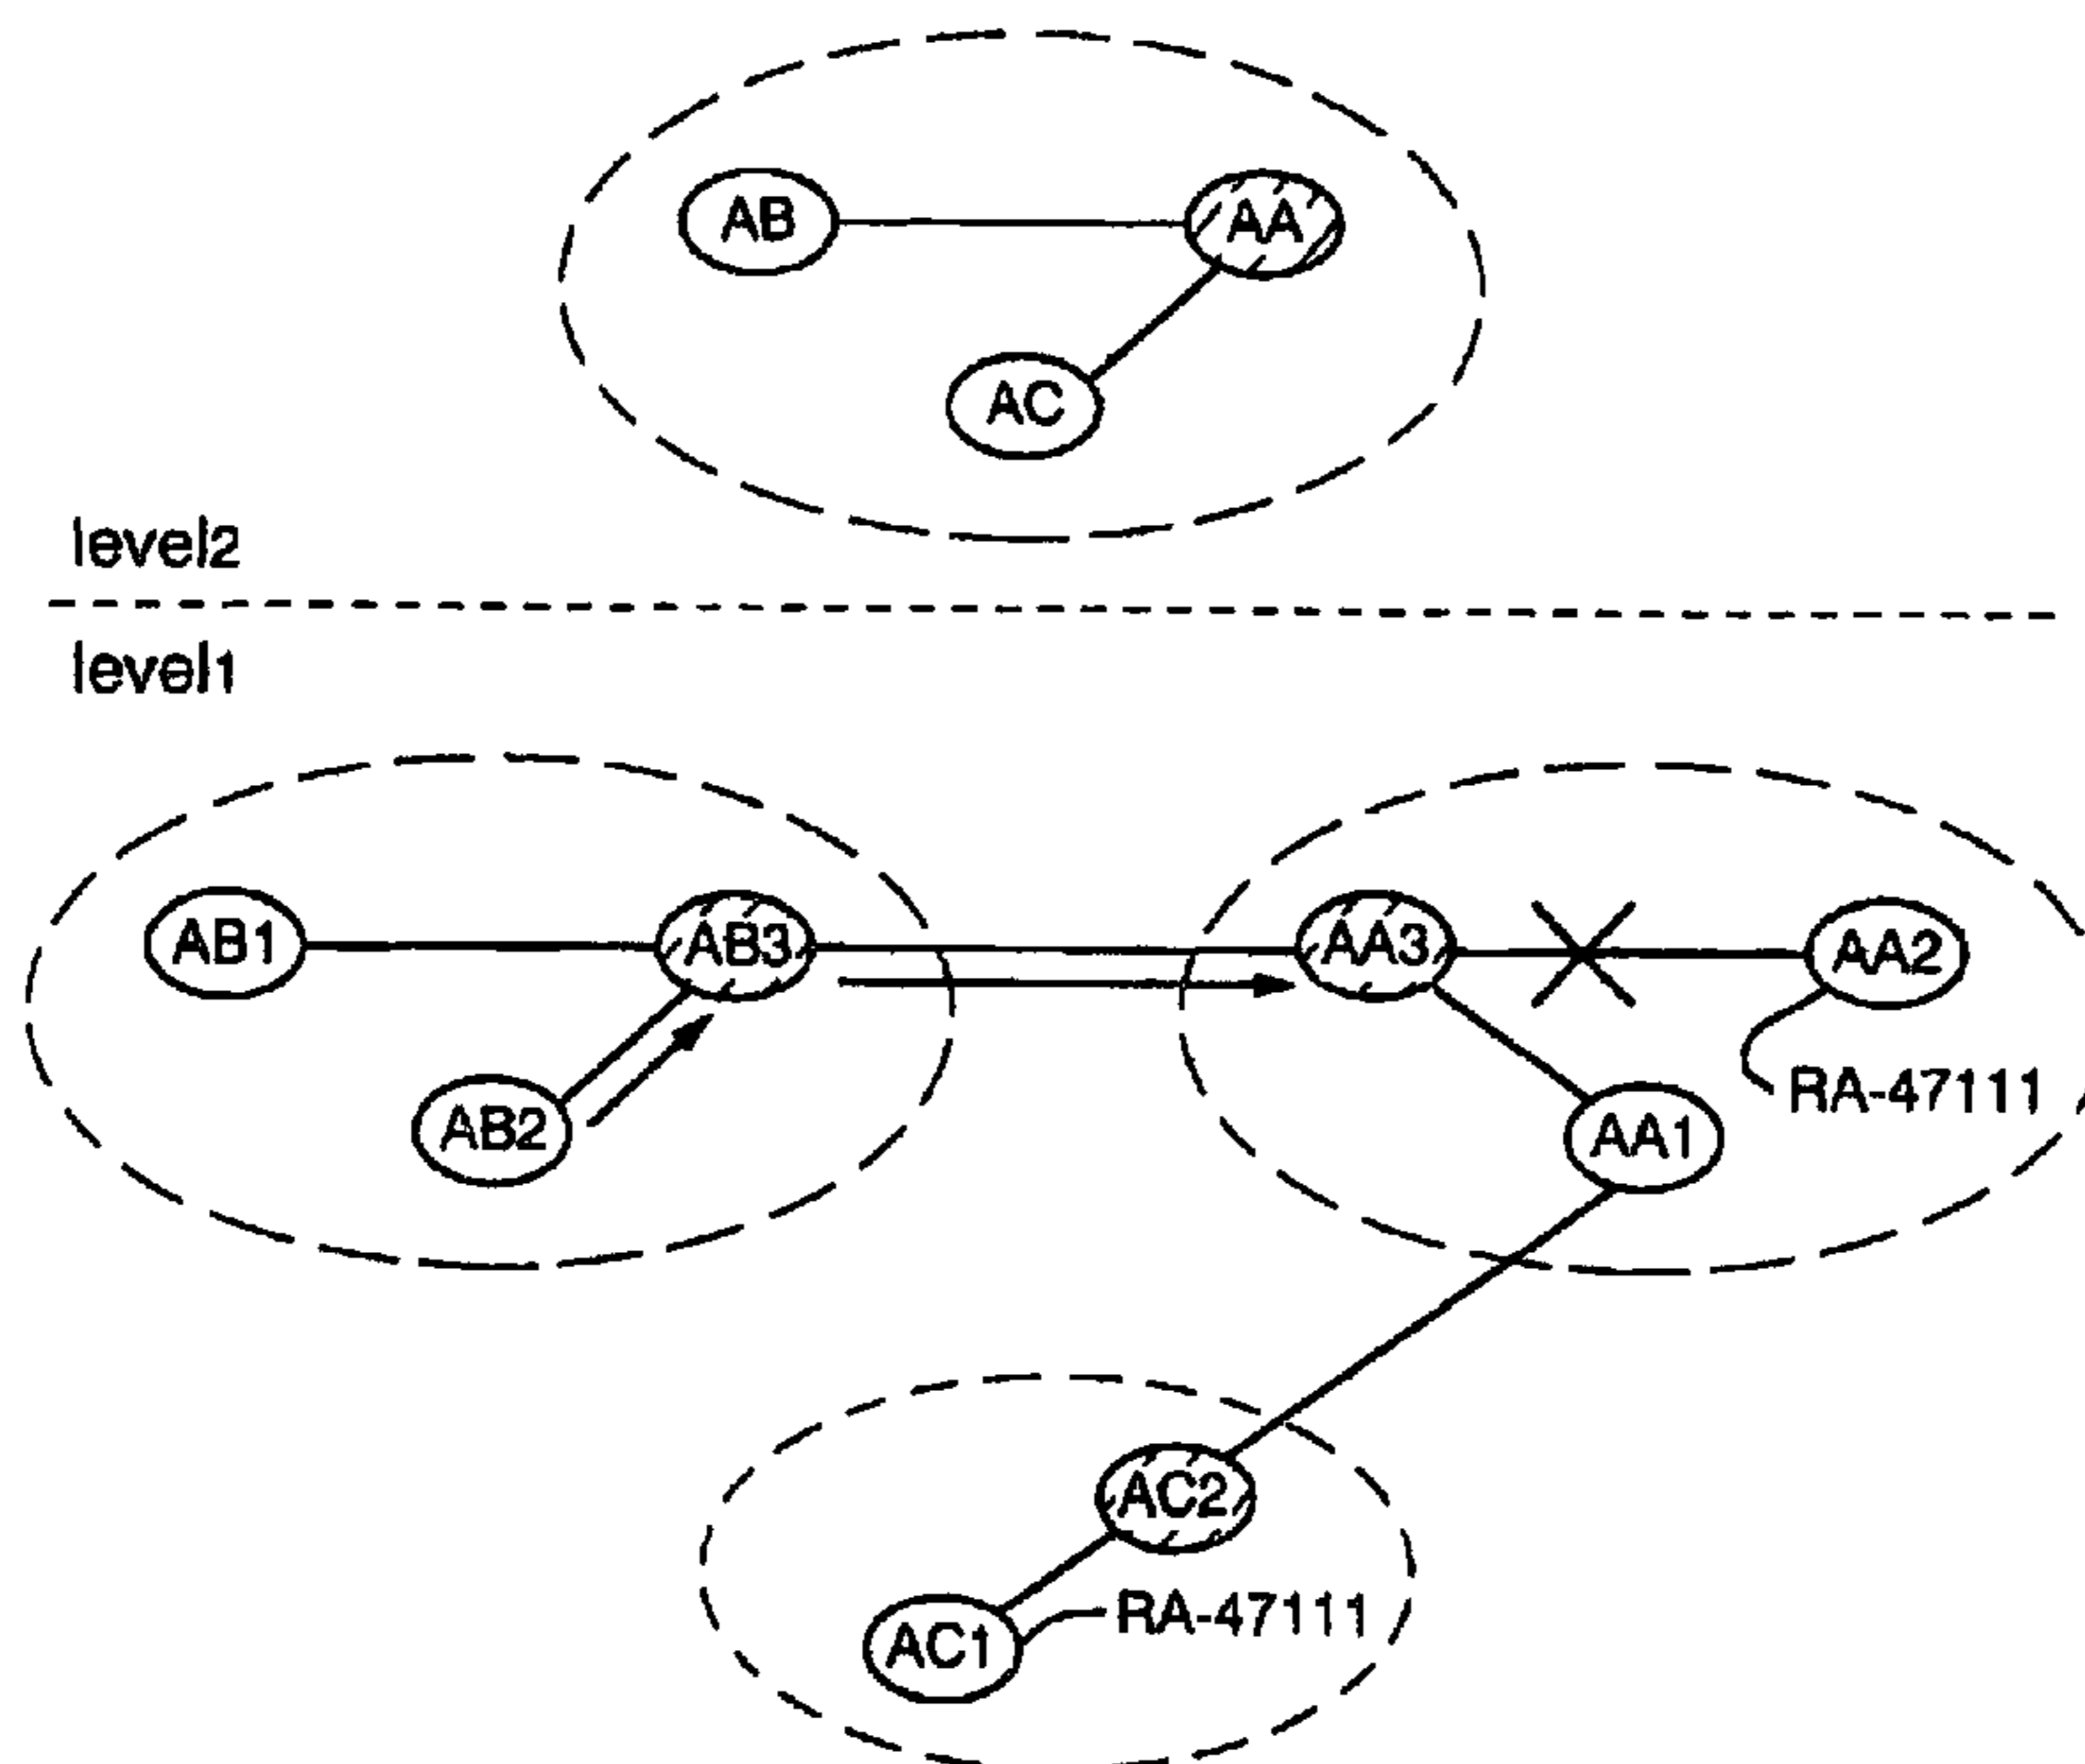 AB
AA
AC
level2
level1
AB1
AB3
AA3
AA2
AB2
RA-47111
AA1
AC2
RA-47111
AC1